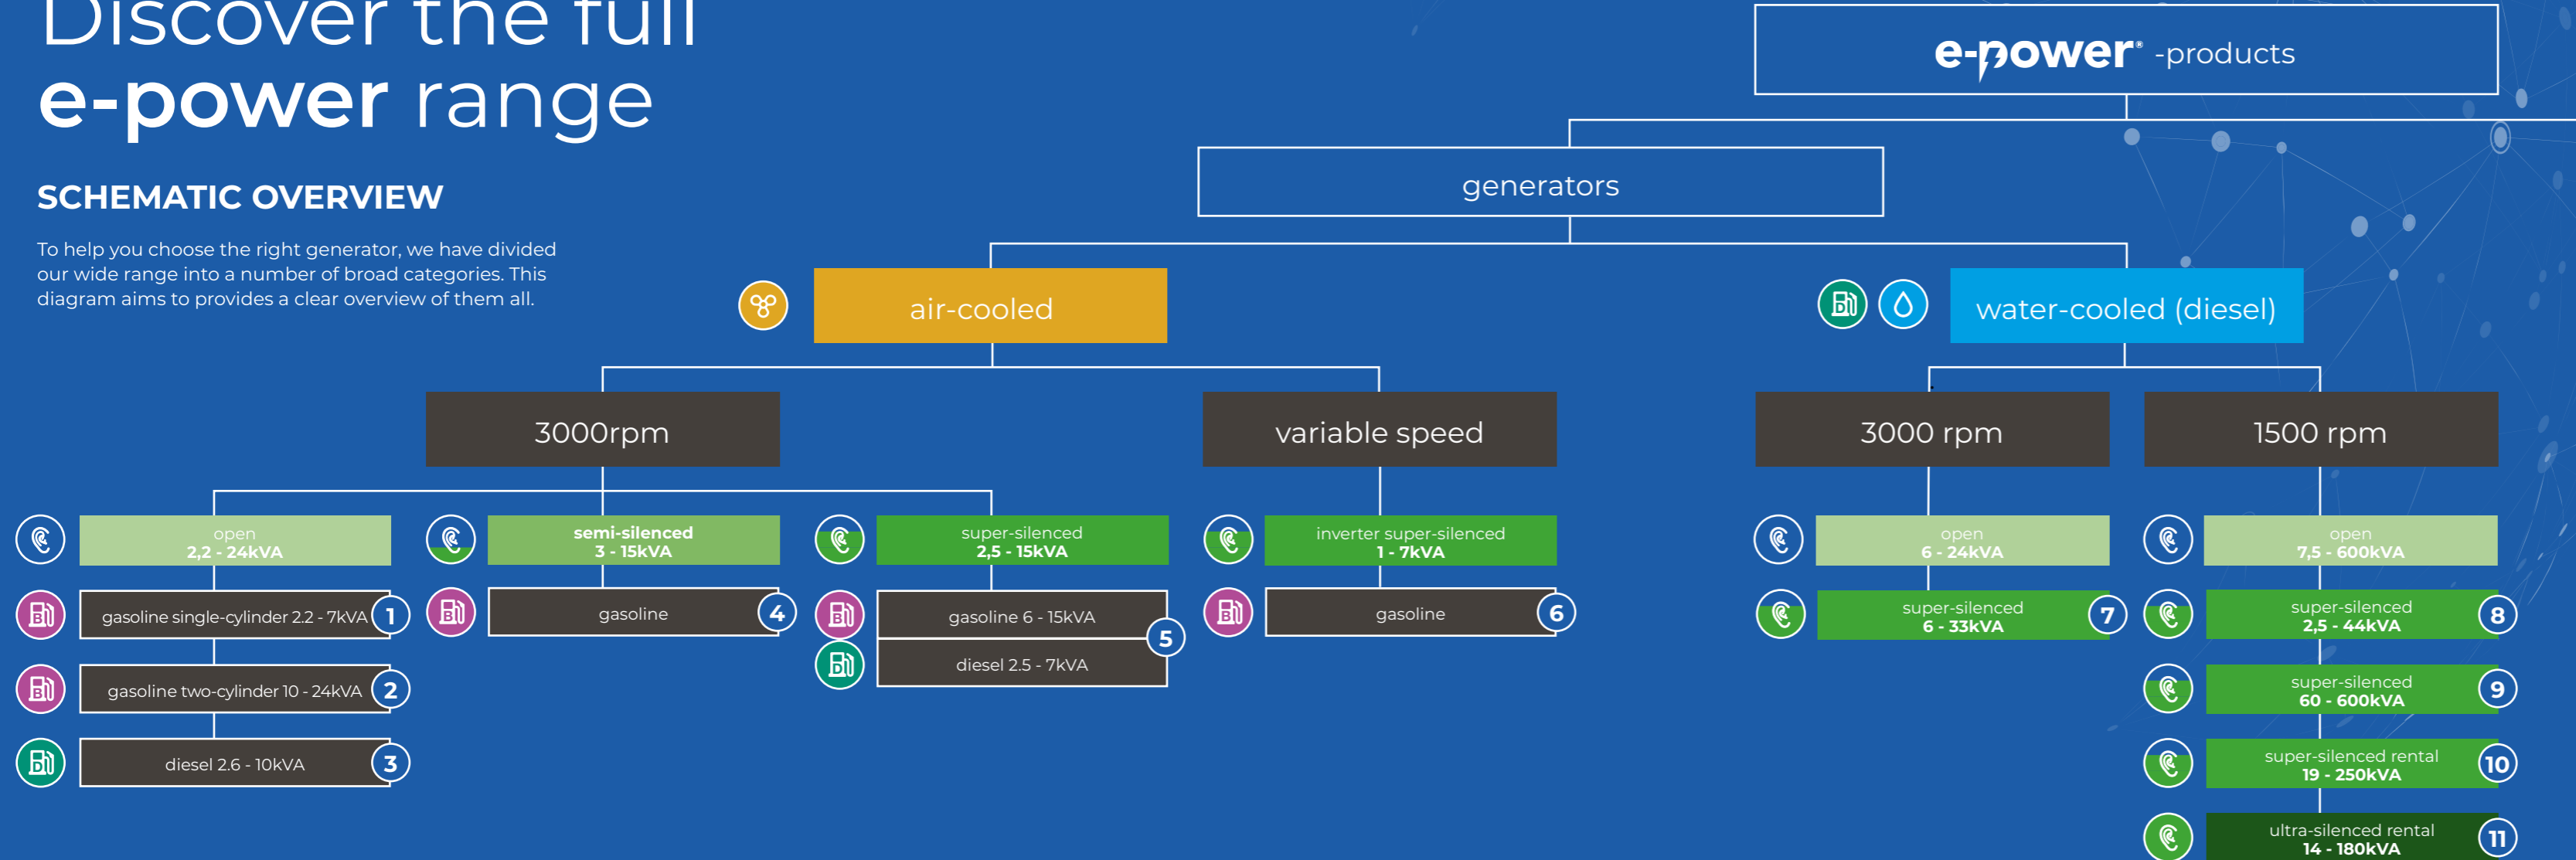 Discover the full
e-power range
SCHEMATIC OVERVIEW
To help you choose the right generator, we have divided
our wide range into a number of broad categories. This
diagram aims to provides a clear overview of them all.
e-power® -products
generators
air-cooled
water-cooled (diesel)
3000rpm
variable speed
3000 rpm
1500 rpm
open
2,2 - 24kVA
gasoline single-cylinder 2.2 - 7kVA 1
gasoline two-cylinder 10 - 24kVA 2
diesel 2.6 - 10kVA 3
semi-silenced
3 - 15kVA
gasoline 4
super-silenced
2,5 - 15kVA
gasoline 6 - 15kVA
diesel 2.5 - 7kVA
5
inverter super-silenced
1 - 7kVA
gasoline 6
open
6 - 24kVA
super-silenced
6 - 33kVA
7
open
7,5 - 600kVA
super-silenced
2,5 - 44kVA
8
super-silenced
60 - 600kVA
9
super-silenced rental
19 - 250kVA
10
ultra-silenced rental
14 - 180kVA
11